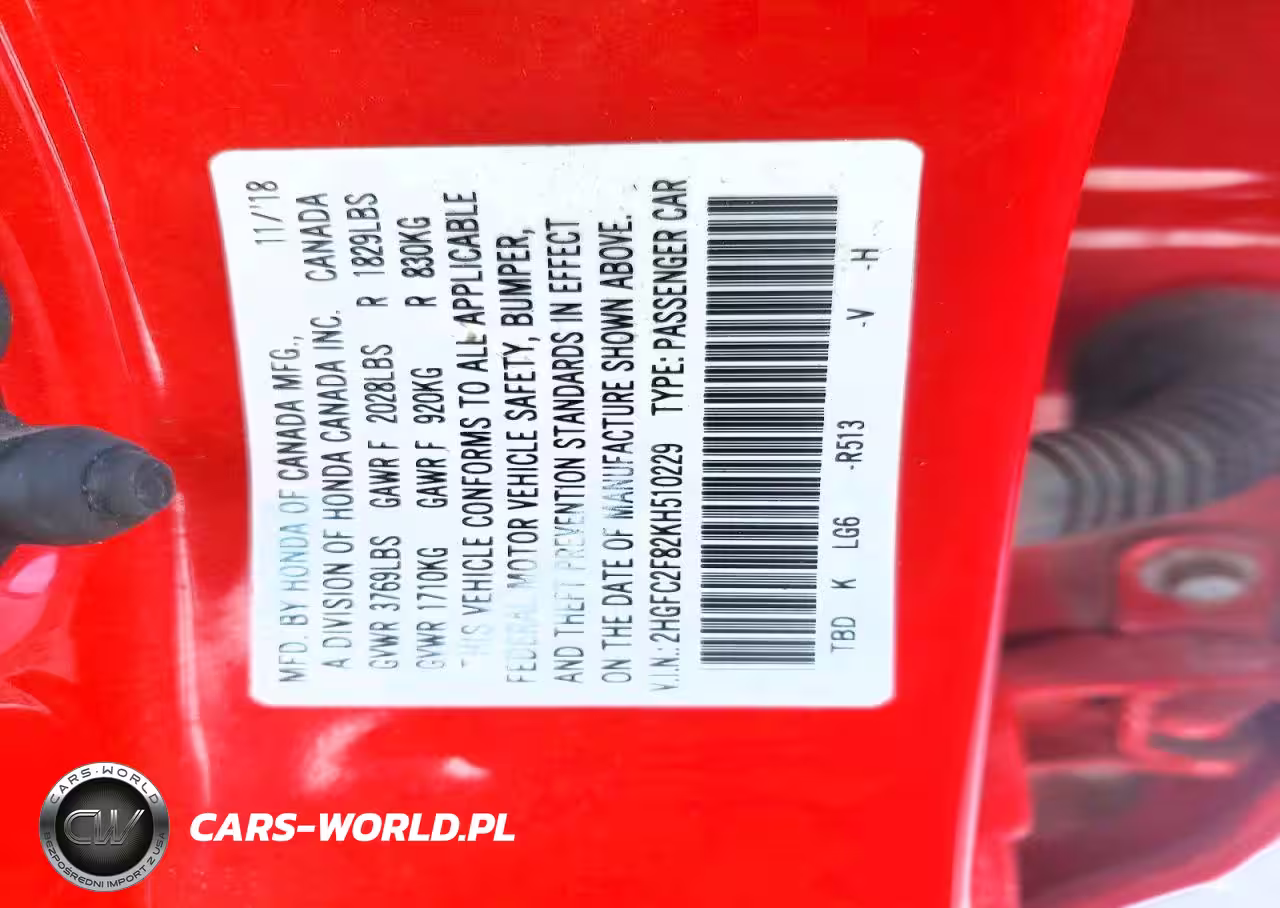 MFD. BY HONDA OF CANADA MFG., 11/'18
A DIVISION OF HONDA CANADA INC. CANADA
GVWR 3769LBS GAWR F 2028LBS R 1829LBS
GVWR 1710KG GAWR F 920KG R 830KG
THIS VEHICLE CONFORMS TO ALL APPLICABLE
FEDERAL MOTOR VEHICLE SAFETY, BUMPER,
AND THEFT PREVENTION STANDARDS IN EFFECT
ON THE DATE OF MANUFACTURE SHOWN ABOVE.
V.I.N.: 2HGFC2F82KH510229 TYPE: PASSENGER CAR
TBD K LG6 -R513 -V -H
CARS-WORLD
CW
BEZPOŚREDNI IMPORT Z USA
CARS-WORLD.PL